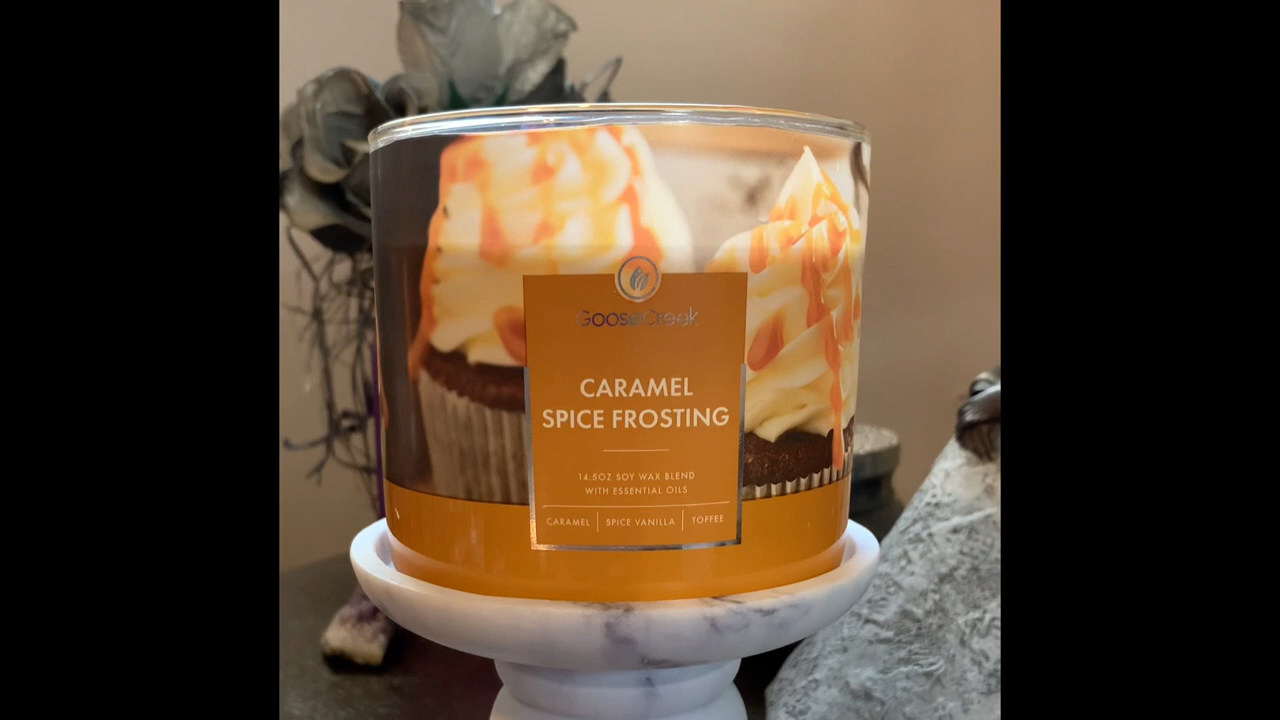 GooseCreek
CARAMEL
SPICE FROSTING
14.5OZ SOY WAX BLEND
WITH ESSENTIAL OILS
CARAMEL | SPICE VANILLA | TOFFEE